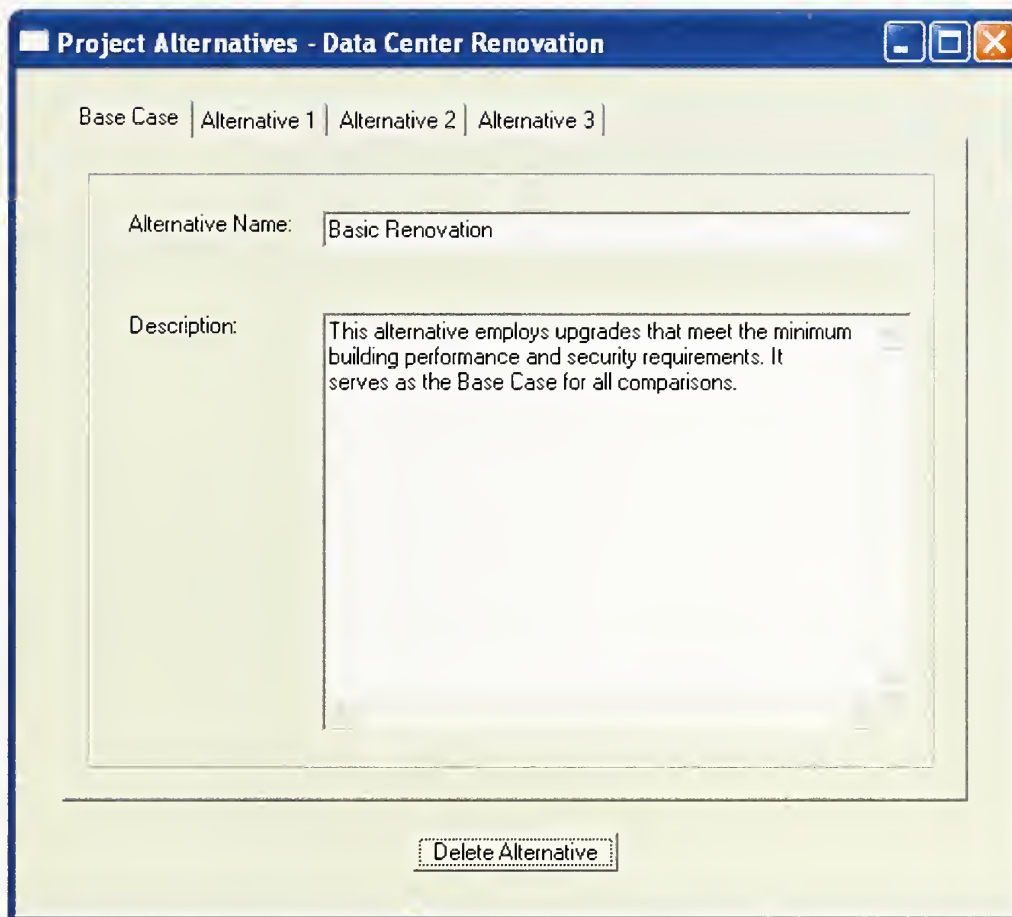 Project Alternatives - Data Center Renovation
Base Case Alternative 1 Alternative 2 Alternative 3
Alternative Name: Basic Renovation
Description: This alternative employs upgrades that meet the minimum
building performance and security requirements. It
serves as the Base Case for all comparisons.
Delete Alternative